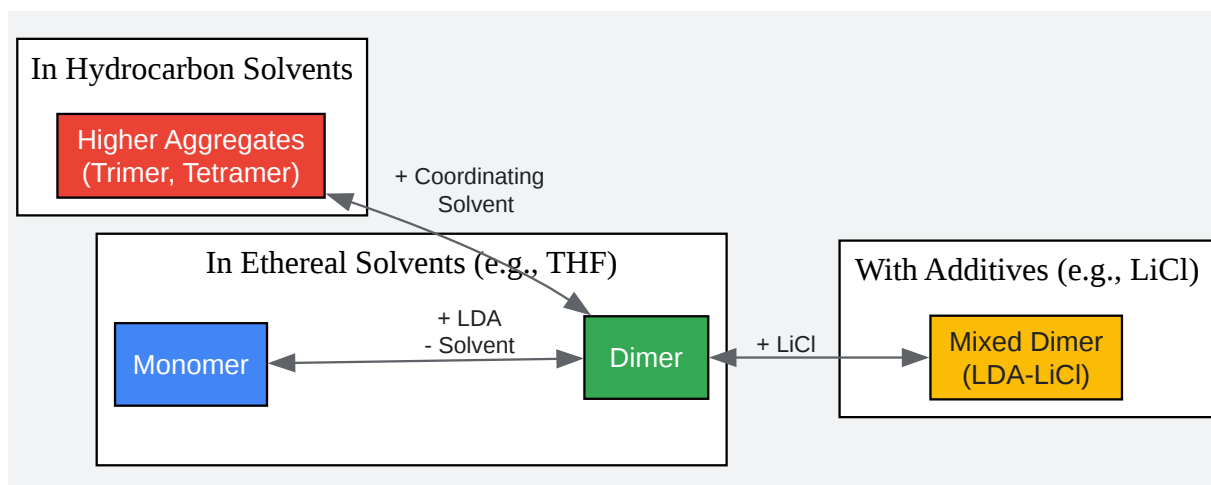 In Hydrocarbon Solvents
Higher Aggregates
(Trimer, Tetramer)
+ Coordinating
Solvent
In Ethereal Solvents (e.g., THF)
With Additives (e.g., LiCl)
+ LDA
- Solvent
Monomer
Dimer
+ LiCl
Mixed Dimer
(LDA-LiCl)